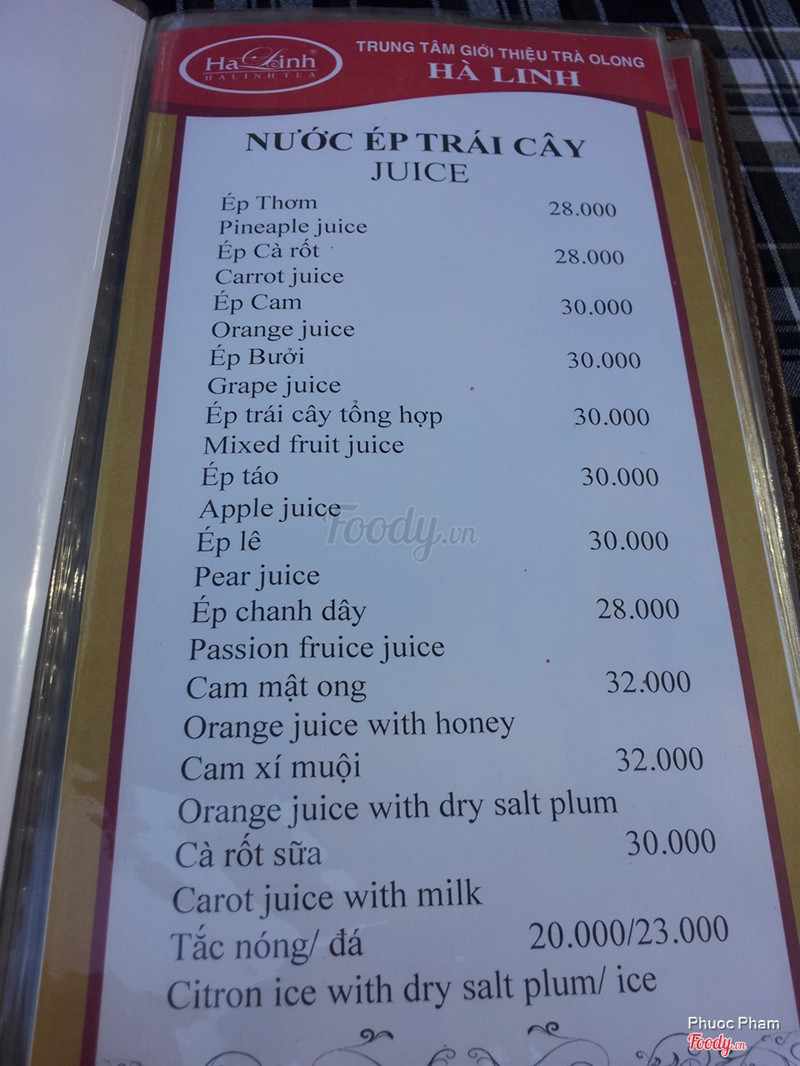 Ha Linh®
HALINH TEA
TRUNG TÂM GIỚI THIỆU TRÀ OLONG
HÀ LINH
NƯỚC ÉP TRÁI CÂY
JUICE
Ép Thơm 28.000
Pineaple juice
Ép Cà rốt 28.000
Carrot juice
Ép Cam 30.000
Orange juice
Ép Bưởi 30.000
Grape juice
Ép trái cây tổng hợp 30.000
Mixed fruit juice
Ép táo 30.000
Apple juice
Foody.vn
Ép lê 30.000
Pear juice
Ép chanh dây 28.000
Passion fruice juice
Cam mật ong 32.000
Orange juice with honey
Cam xí muội 32.000
Orange juice with dry salt plum
Cà rốt sữa 30.000
Carot juice with milk
Tắc nóng/ đá 20.000/23.000
Citron ice with dry salt plum/ ice
Phuoc Pham
Foody.vn